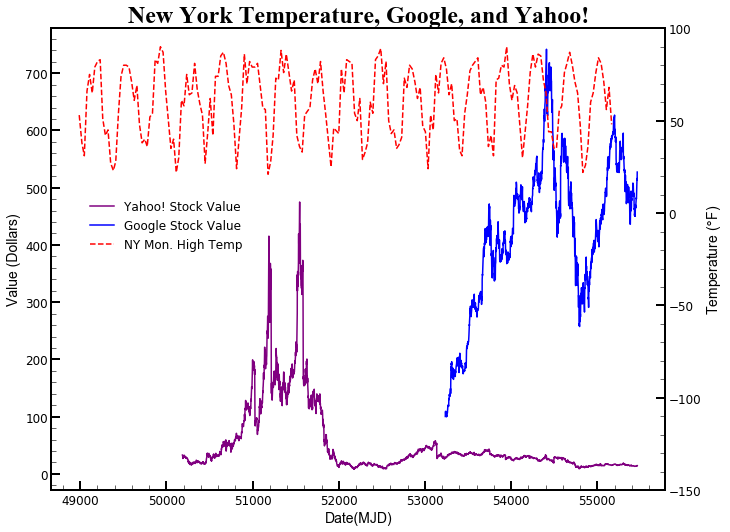 New York Temperature, Google, and Yahoo!
100
700
600
50
500
0
Yahoo! Stock Value
Google Stock Value
NY Mon. High Temp
400
Value (Dollars)
Temperature (°F)
300
−50
200
−100
100
0
−150
49000 50000 51000 52000 53000 54000 55000
Date(MJD)